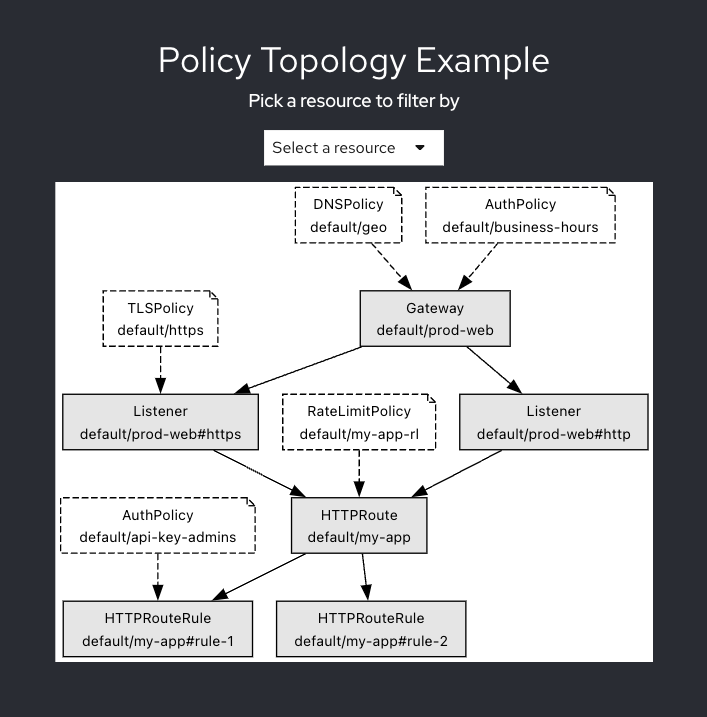 Policy Topology Example
Pick a resource to filter by
Select a resource
DNSPolicy
default/geo
AuthPolicy
default/business-hours
TLSPolicy
default/https
Gateway
default/prod-web
Listener
default/prod-web#https
RateLimitPolicy
default/my-app-rl
Listener
default/prod-web#http
AuthPolicy
default/api-key-admins
HTTPRoute
default/my-app
HTTPRouteRule
default/my-app#rule-1
HTTPRouteRule
default/my-app#rule-2